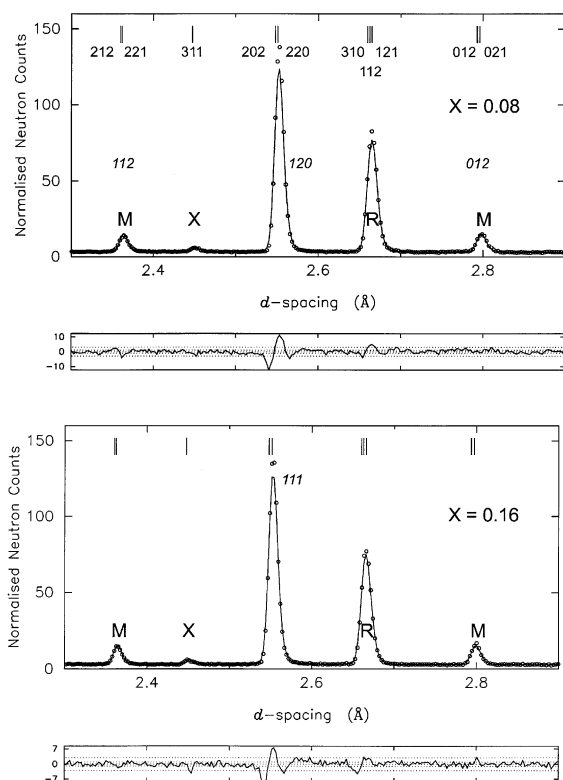 150
212 221 311 202 220 310 121 012 021
112
100
X = 0.08
112 120 012
50
M X R M
0
2.4 2.6 2.8
Normalised Neutron Counts
d-spacing (Å)
10
0
-10
150
111
100
X = 0.16
50
M X R M
0
2.4 2.6 2.8
Normalised Neutron Counts
d-spacing (Å)
7
0
-7